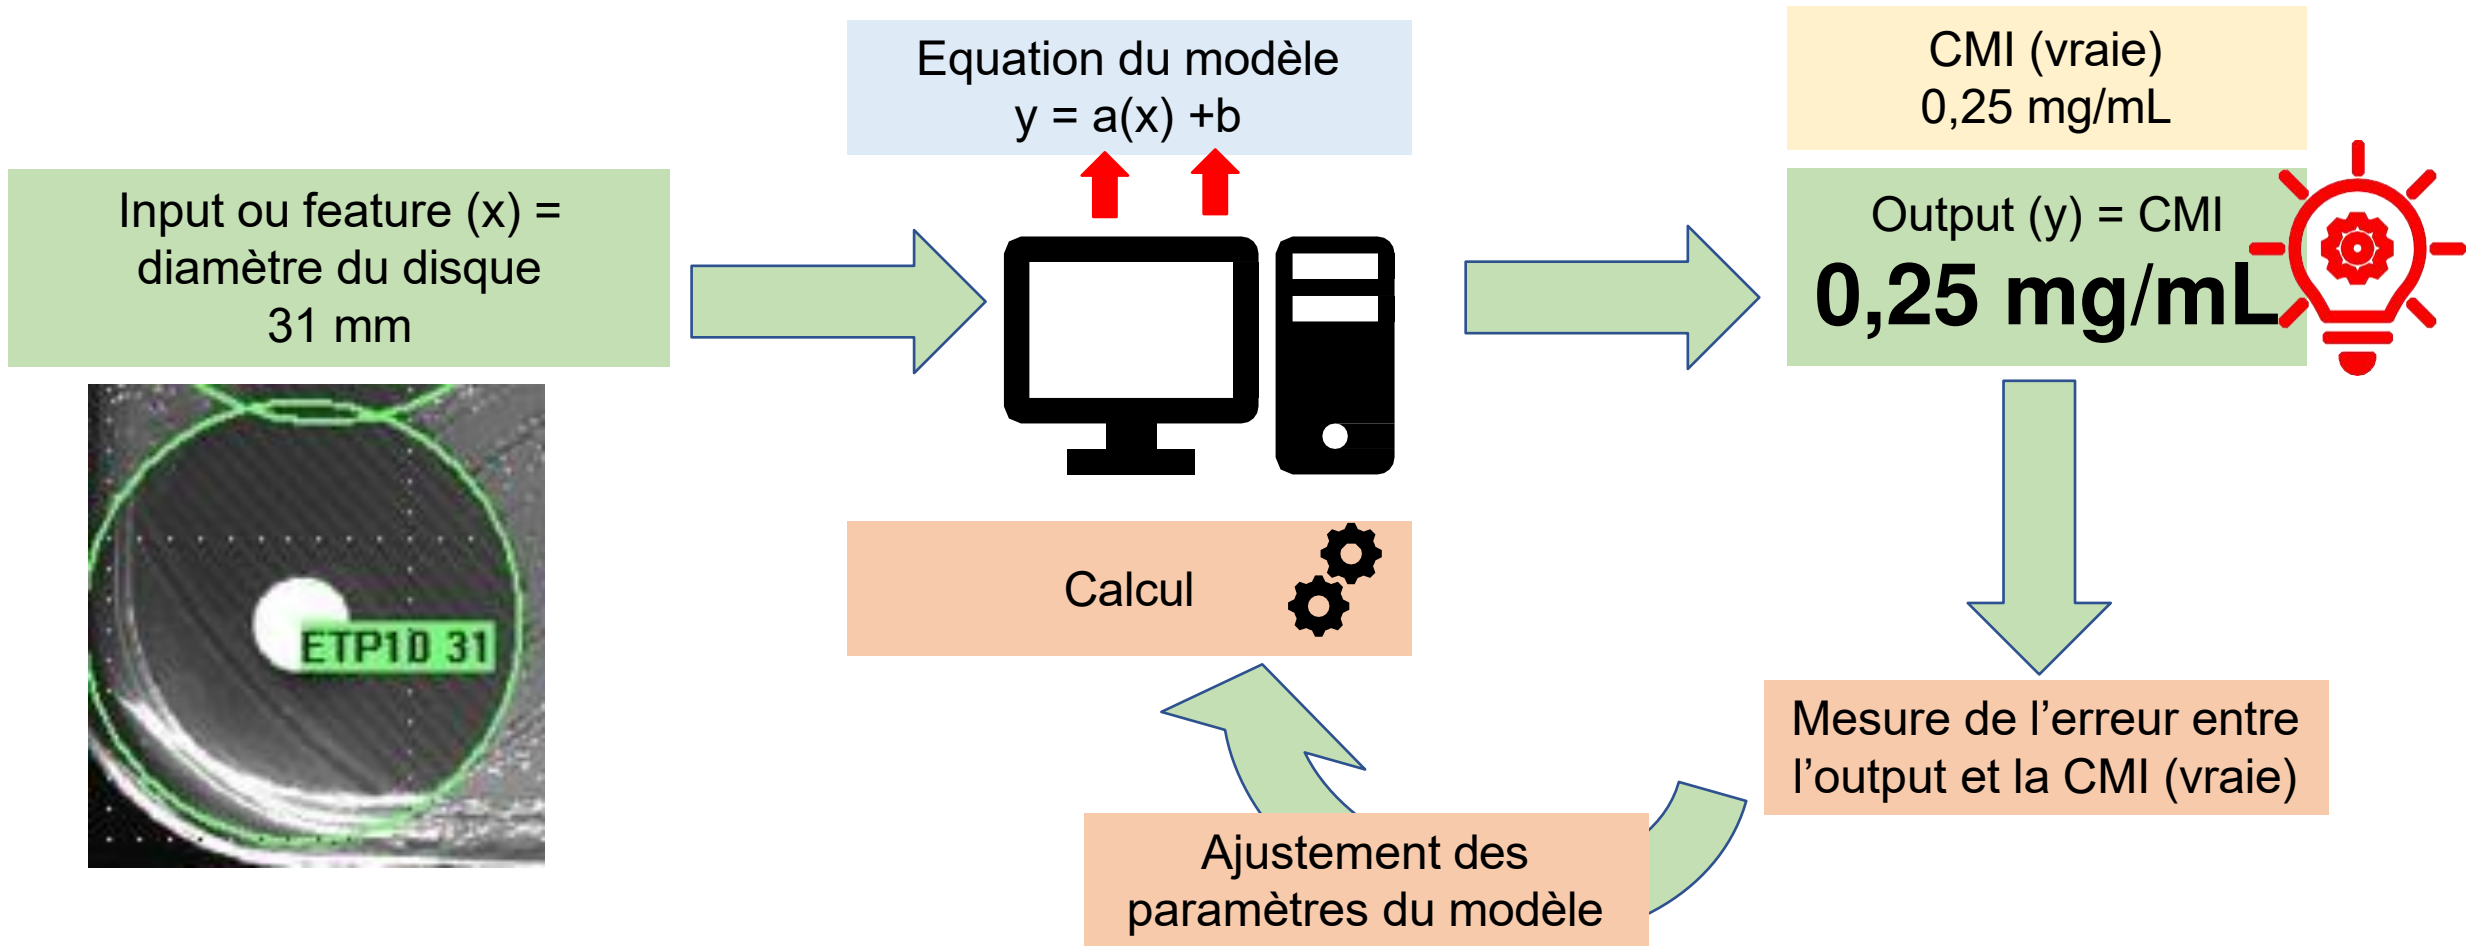 Equation du modèle
y = a(x) +b
CMI (vraie)
0,25 mg/mL
Input ou feature (x) =
diamètre du disque
31 mm
Output (y) = CMI
0,25 mg/mL
ETP10 31
Calcul
Mesure de l’erreur entre
l’output et la CMI (vraie)
Ajustement des
paramètres du modèle